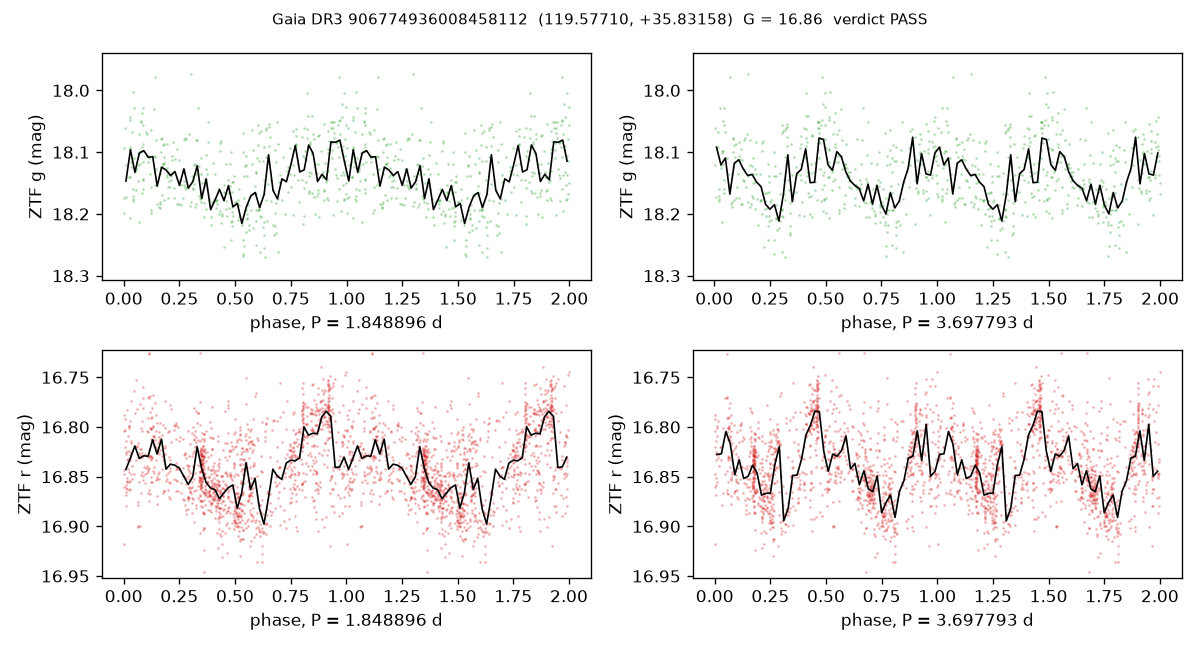 Gaia DR3 906774936008458112  (119.57710, +35.83158)  G = 16.86  verdict PASS
ZTF g (mag)
18.0
18.1
18.2
18.3
0.00 0.25 0.50 0.75 1.00 1.25 1.50 1.75 2.00
phase, P = 1.848896 d
ZTF g (mag)
18.0
18.1
18.2
18.3
0.00 0.25 0.50 0.75 1.00 1.25 1.50 1.75 2.00
phase, P = 3.697793 d
ZTF r (mag)
16.75
16.80
16.85
16.90
16.95
0.00 0.25 0.50 0.75 1.00 1.25 1.50 1.75 2.00
phase, P = 1.848896 d
ZTF r (mag)
16.75
16.80
16.85
16.90
16.95
0.00 0.25 0.50 0.75 1.00 1.25 1.50 1.75 2.00
phase, P = 3.697793 d